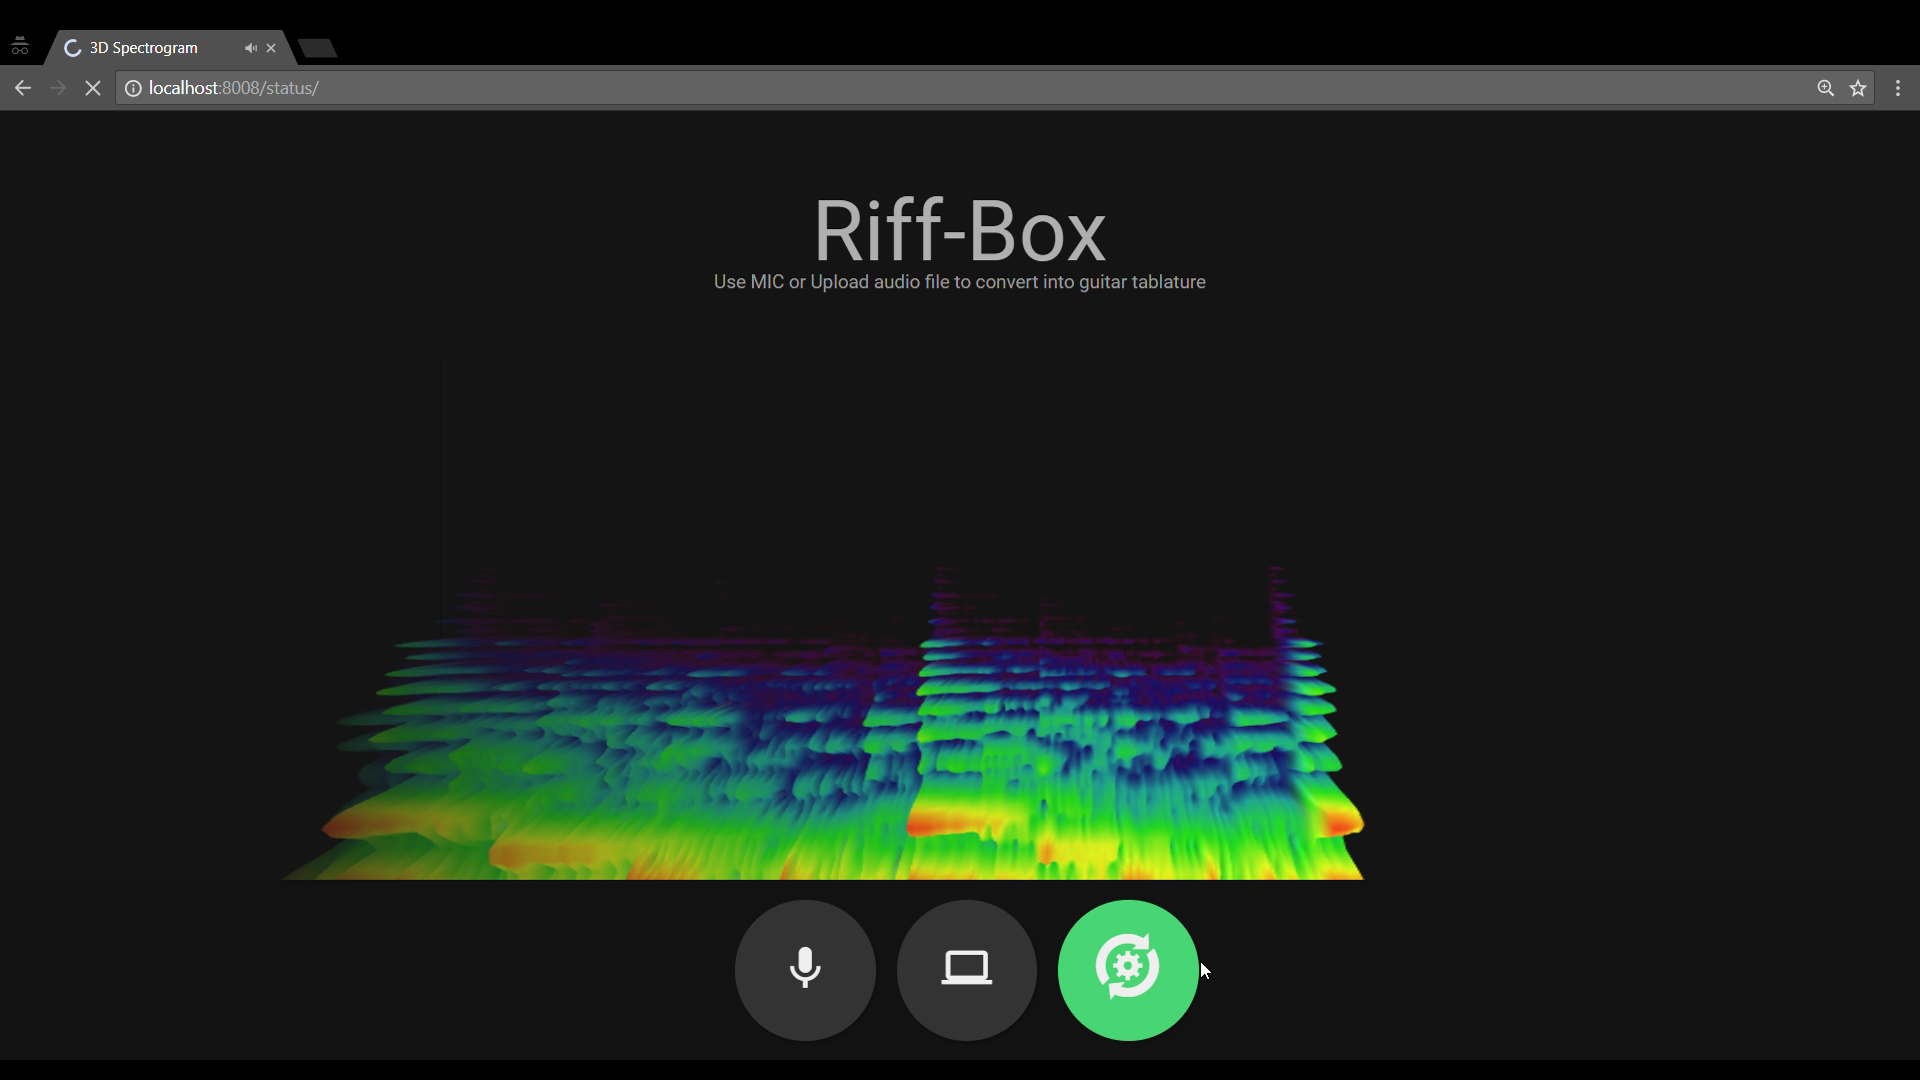 3D Spectrogram
localhost:8008/status/
Riff-Box
Use MIC or Upload audio file to convert into guitar tablature